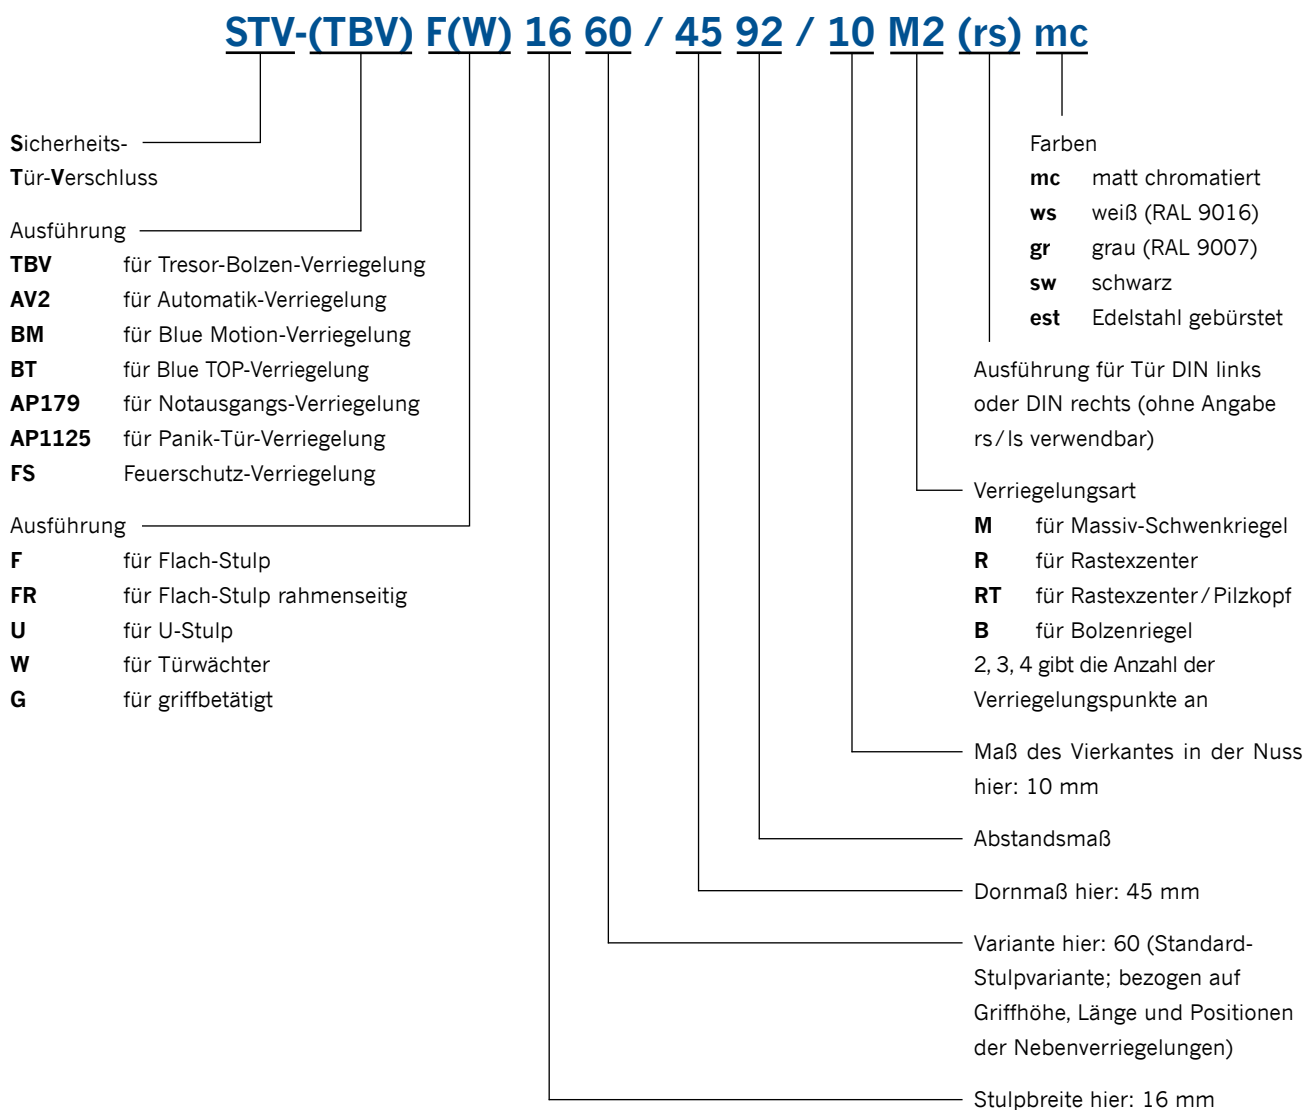 STV-(TBV) F(W) 16 60 / 45 92 / 10 M2 (rs) mc
Sicherheits-
Tür-Verschluss
Ausführung
TBV für Tresor-Bolzen-Verriegelung
AV2 für Automatik-Verriegelung
BM für Blue Motion-Verriegelung
BT für Blue TOP-Verriegelung
AP179 für Notausgangs-Verriegelung
AP1125 für Panik-Tür-Verriegelung
FS Feuerschutz-Verriegelung
Ausführung
F für Flach-Stulp
FR für Flach-Stulp rahmenseitig
U für U-Stulp
W für Türwächter
G für griffbetätigt
Farben
mc matt chromatiert
ws weiß (RAL 9016)
gr grau (RAL 9007)
sw schwarz
est Edelstahl gebürstet
Ausführung für Tür DIN links
oder DIN rechts (ohne Angabe
rs/ls verwendbar)
Verriegelungsart
M für Massiv-Schwenkriegel
R für Rastexzenter
RT für Rastexzenter/Pilzkopf
B für Bolzenriegel
2, 3, 4 gibt die Anzahl der
Verriegelungspunkte an
Maß des Vierkantes in der Nuss
hier: 10 mm
Abstandsmaß
Dornmaß hier: 45 mm
Variante hier: 60 (Standard-
Stulpvariante; bezogen auf
Griffhöhe, Länge und Positionen
der Nebenverriegelungen)
Stulpbreite hier: 16 mm